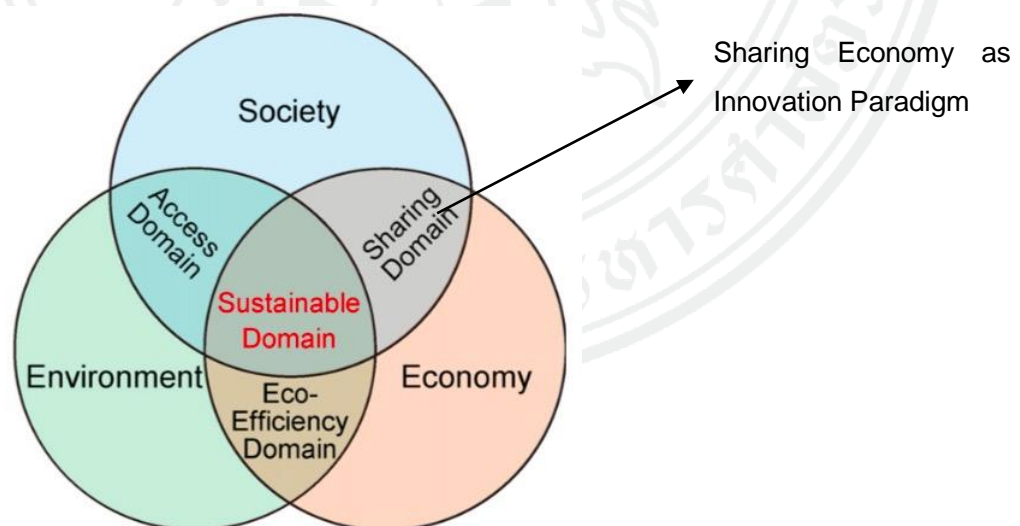 Sharing Economy as
Innovation Paradigm
Society
Access
Domain
Sharing
Domain
Sustainable
Domain
Environment
Economy
Eco-
Efficiency
Domain